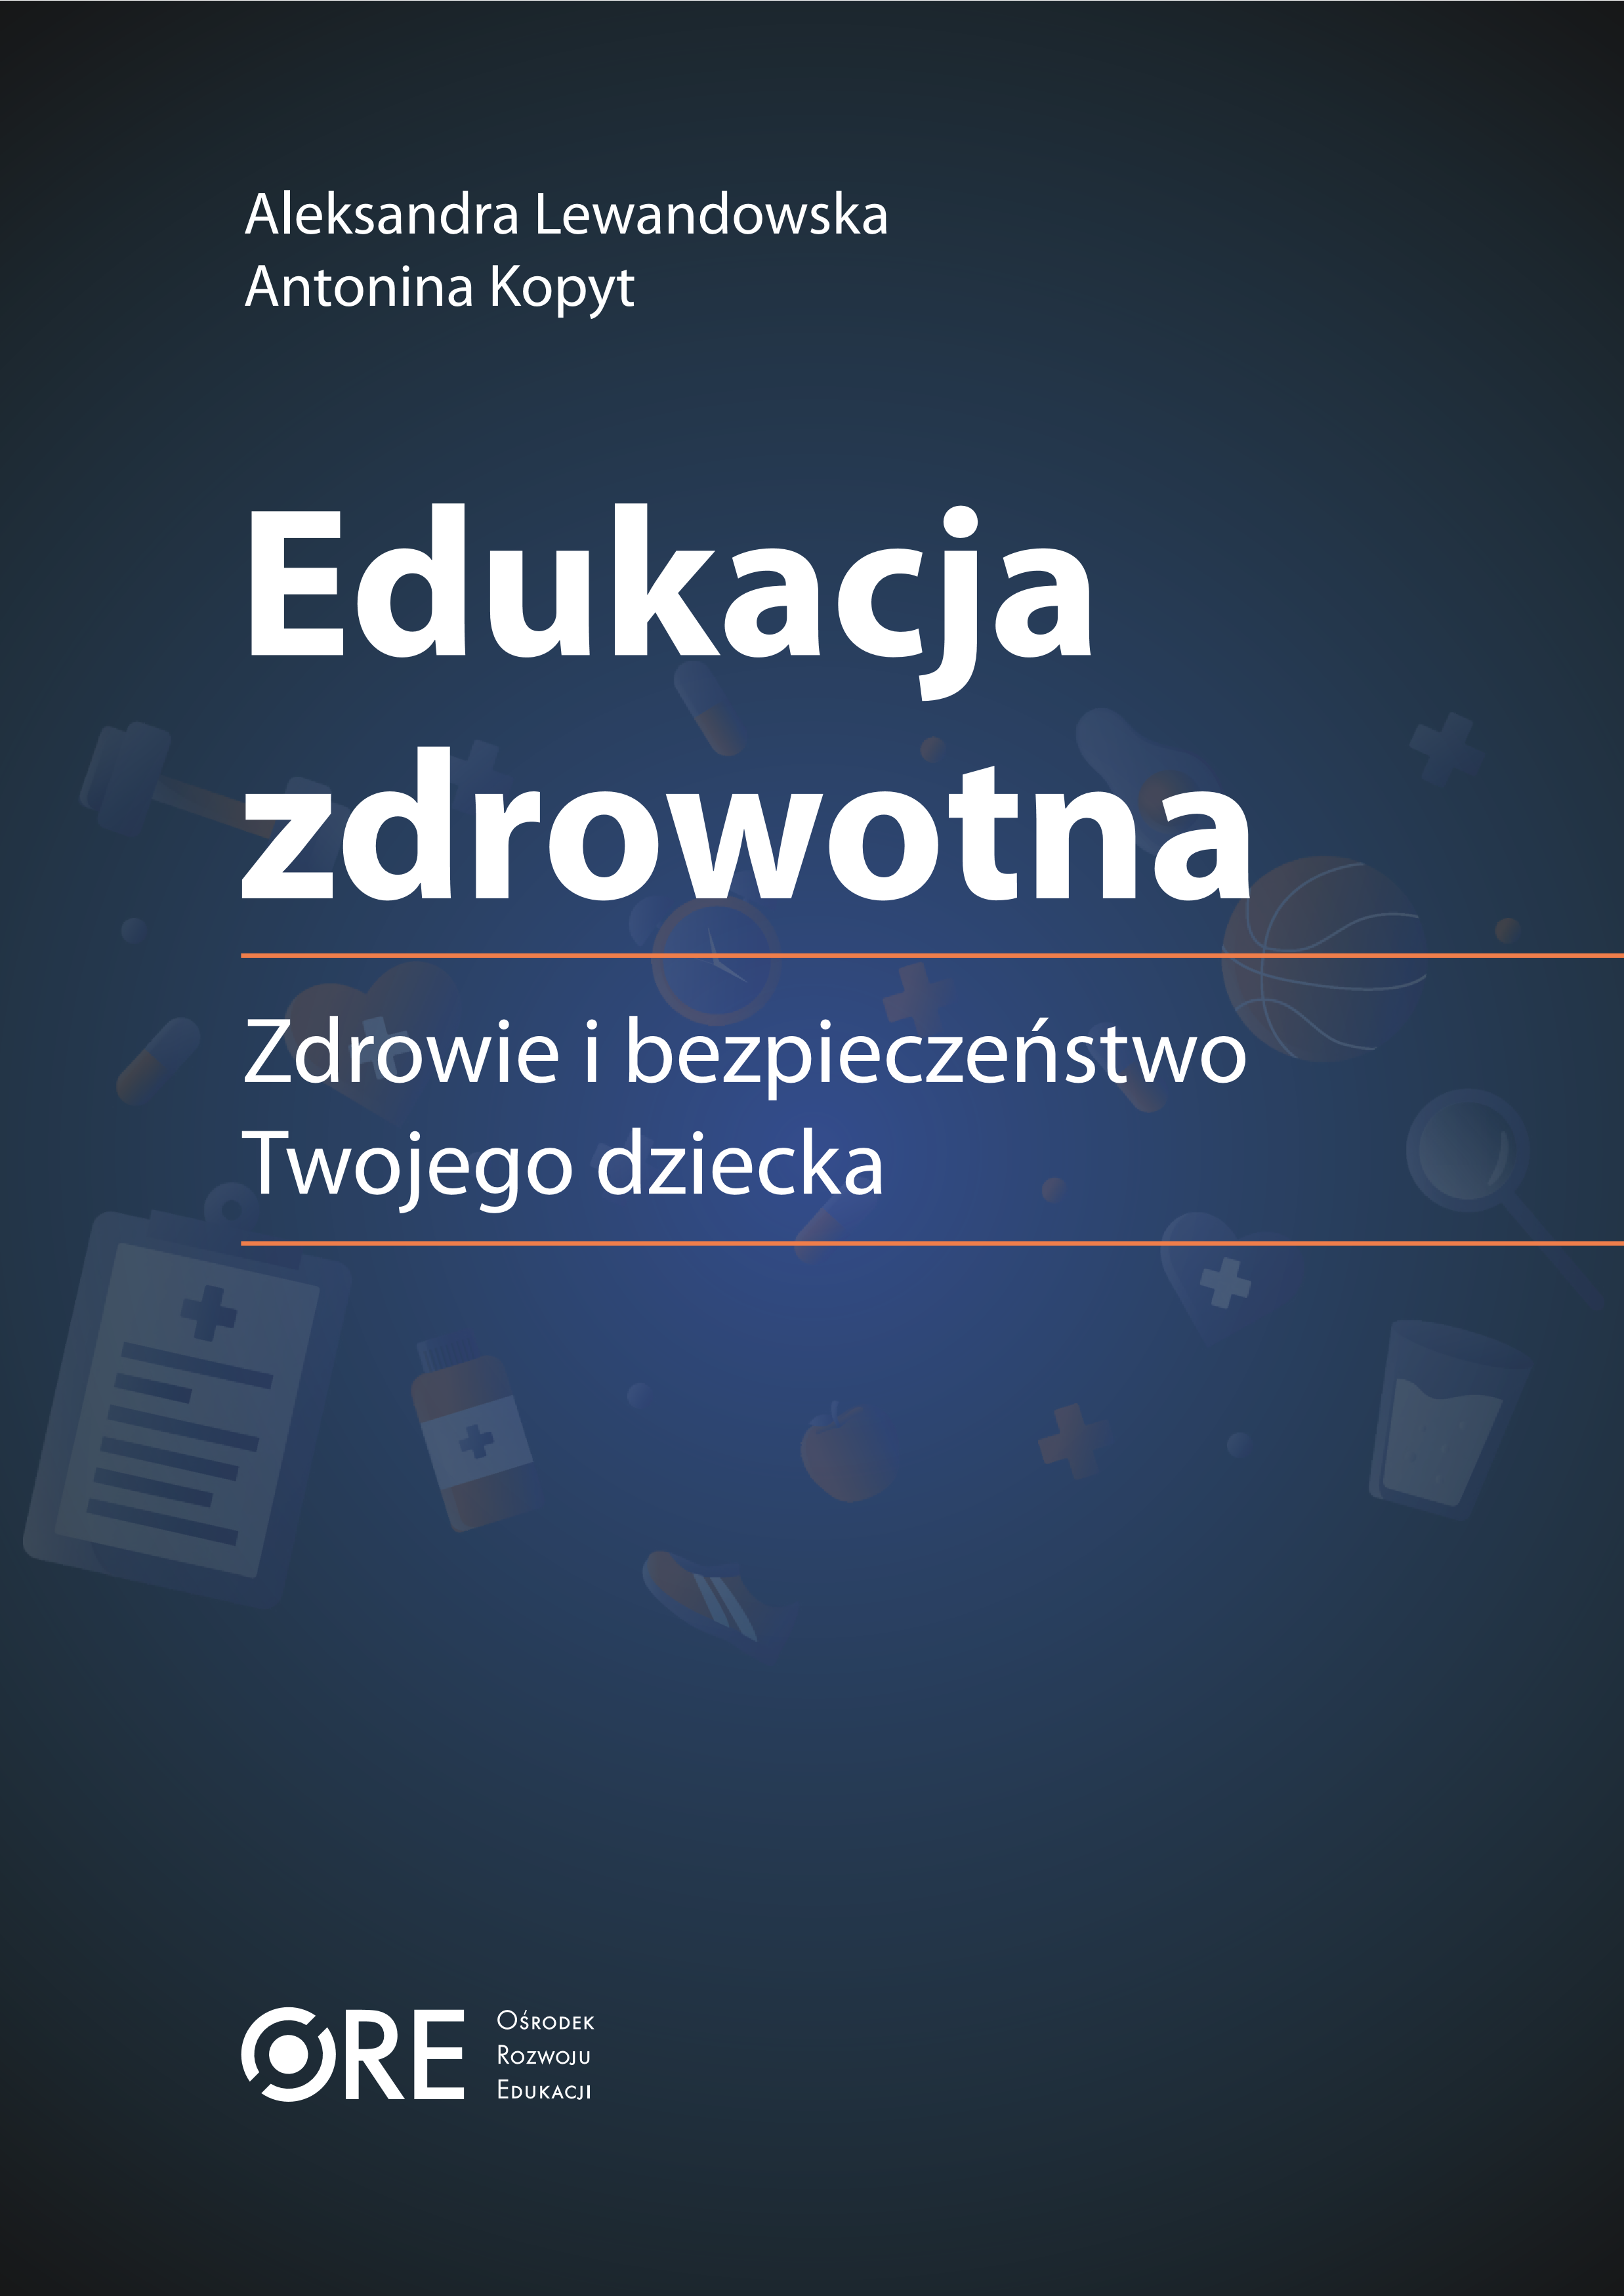 Aleksandra Lewandowska
Antonina Kopyt
Edukacja
zdrowotna
Zdrowie i bezpieczeństwo
Twojego dziecka
ORE
Ośrodek
Rozwoju
Edukacji